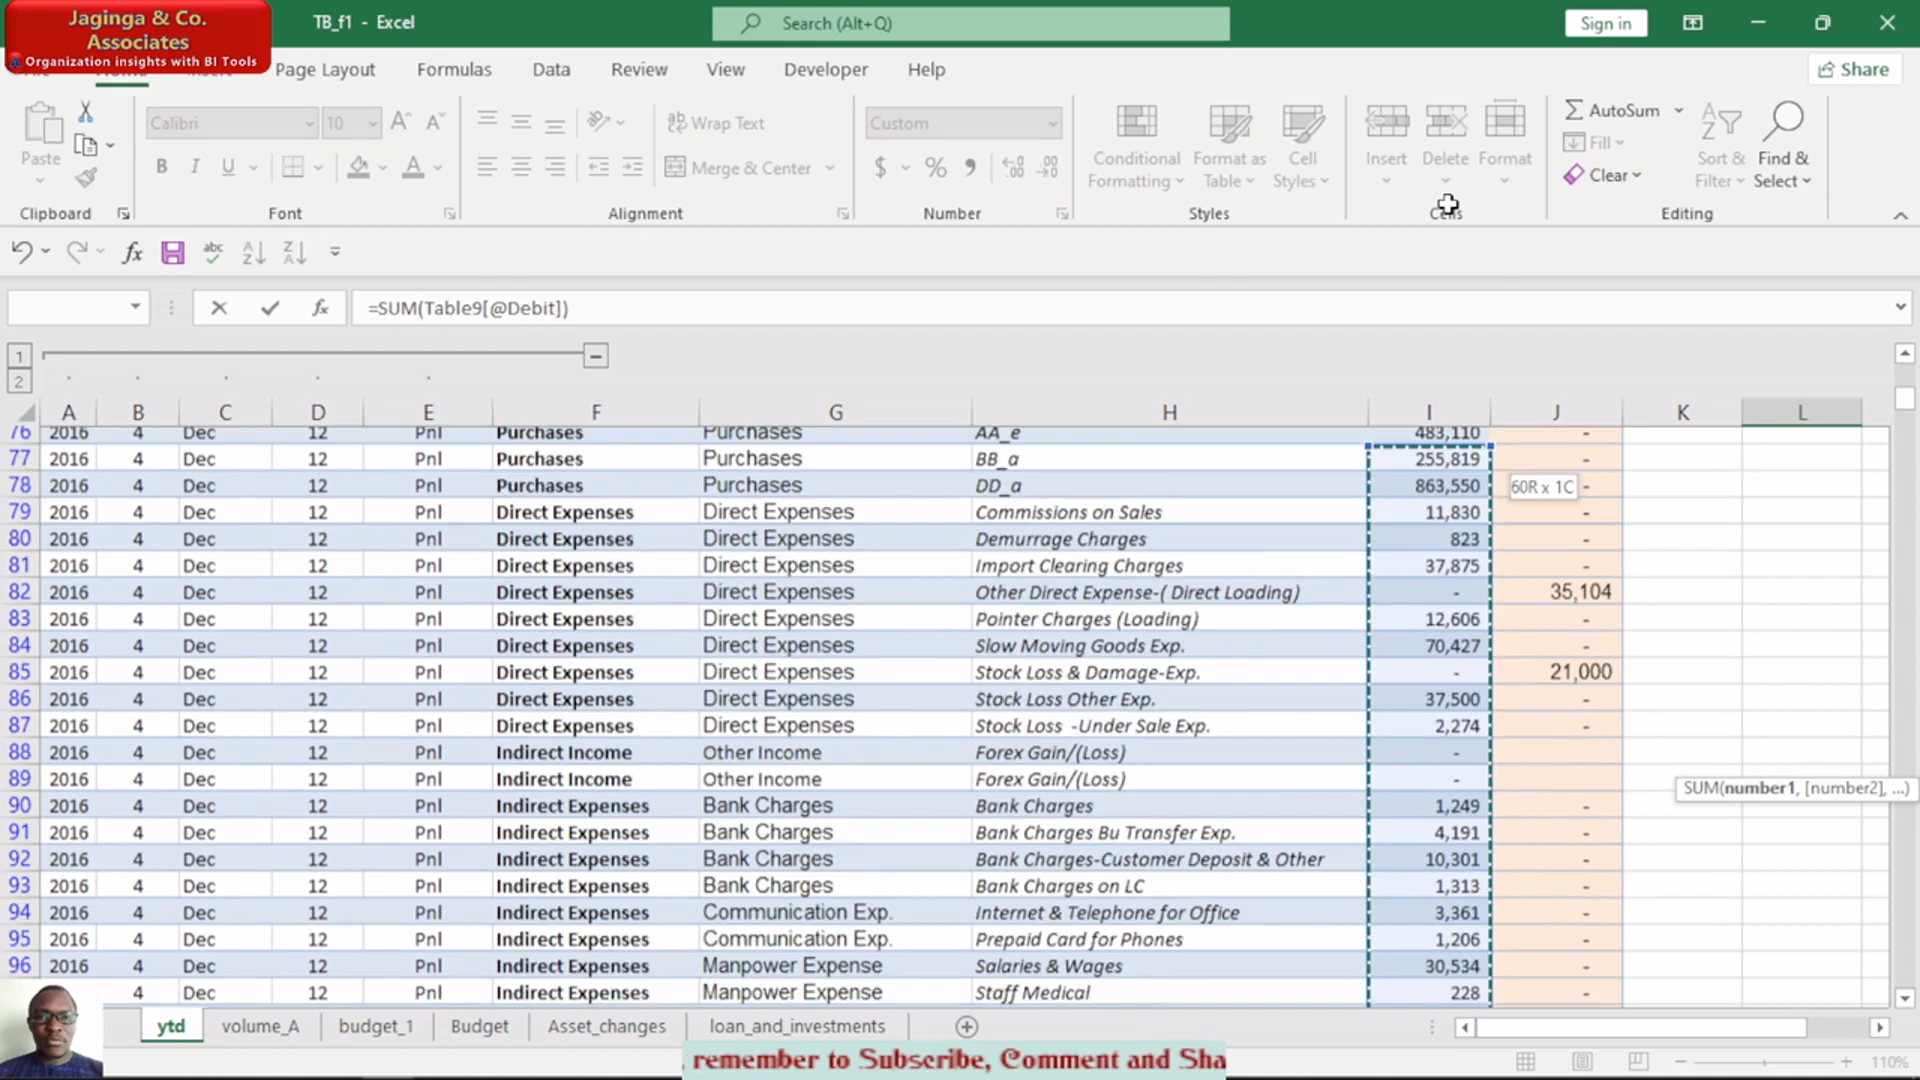 Jaginga & Co.
Associates
Organization insights with BI Tools
TB_f1 - Excel
Search (Alt+Q)
Sign in
Page Layout
Formulas
Data
Review
View
Developer
Help
Share
Paste
Clipboard
Calibri
10
B I U
Font
Wrap Text
Merge & Center
Alignment
Custom
$ % ,
Number
Conditional Formatting
Format as Table
Cell Styles
Styles
Insert
Delete
Format
Cells
AutoSum
Fill
Clear
Sort & Filter
Find & Select
Editing
fx
abc
fx
=SUM(Table9[@Debit])
1
2
A B C D E F G H I J K L
76 2016 4 Dec 12 Pnl Purchases Purchases AA_e 483,110 -
77 2016 4 Dec 12 Pnl Purchases Purchases BB_a 255,819 -
78 2016 4 Dec 12 Pnl Purchases Purchases DD_a 863,550 60R x 1C -
79 2016 4 Dec 12 Pnl Direct Expenses Direct Expenses Commissions on Sales 11,830 -
80 2016 4 Dec 12 Pnl Direct Expenses Direct Expenses Demurrage Charges 823 -
81 2016 4 Dec 12 Pnl Direct Expenses Direct Expenses Import Clearing Charges 37,875 -
82 2016 4 Dec 12 Pnl Direct Expenses Direct Expenses Other Direct Expense-( Direct Loading) - 35,104
83 2016 4 Dec 12 Pnl Direct Expenses Direct Expenses Pointer Charges (Loading) 12,606 -
84 2016 4 Dec 12 Pnl Direct Expenses Direct Expenses Slow Moving Goods Exp. 70,427 -
85 2016 4 Dec 12 Pnl Direct Expenses Direct Expenses Stock Loss & Damage-Exp. - 21,000
86 2016 4 Dec 12 Pnl Direct Expenses Direct Expenses Stock Loss Other Exp. 37,500 -
87 2016 4 Dec 12 Pnl Direct Expenses Direct Expenses Stock Loss -Under Sale Exp. 2,274 -
88 2016 4 Dec 12 Pnl Indirect Income Other Income Forex Gain/(Loss) -
89 2016 4 Dec 12 Pnl Indirect Income Other Income Forex Gain/(Loss) -
SUM(number1, [number2], ...)
90 2016 4 Dec 12 Pnl Indirect Expenses Bank Charges Bank Charges 1,249 -
91 2016 4 Dec 12 Pnl Indirect Expenses Bank Charges Bank Charges Bu Transfer Exp. 4,191 -
92 2016 4 Dec 12 Pnl Indirect Expenses Bank Charges Bank Charges-Customer Deposit & Other 10,301 -
93 2016 4 Dec 12 Pnl Indirect Expenses Bank Charges Bank Charges on LC 1,313 -
94 2016 4 Dec 12 Pnl Indirect Expenses Communication Exp. Internet & Telephone for Office 3,361 -
95 2016 4 Dec 12 Pnl Indirect Expenses Communication Exp. Prepaid Card for Phones 1,206 -
96 2016 4 Dec 12 Pnl Indirect Expenses Manpower Expense Salaries & Wages 30,534 -
4 Dec 12 Pnl Indirect Expenses Manpower Expense Staff Medical 228 -
ytd
volume_A
budget_1
Budget
Asset_changes
loan_and_investments
remember to Subscribe, Comment and Sha
110%